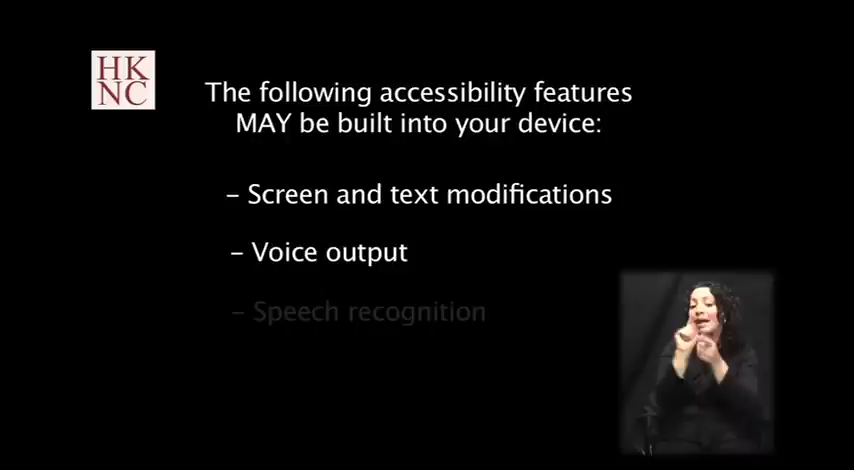 HK
NC
The following accessibility features
MAY be built into your device:
– Screen and text modifications
– Voice output
– Speech recognition